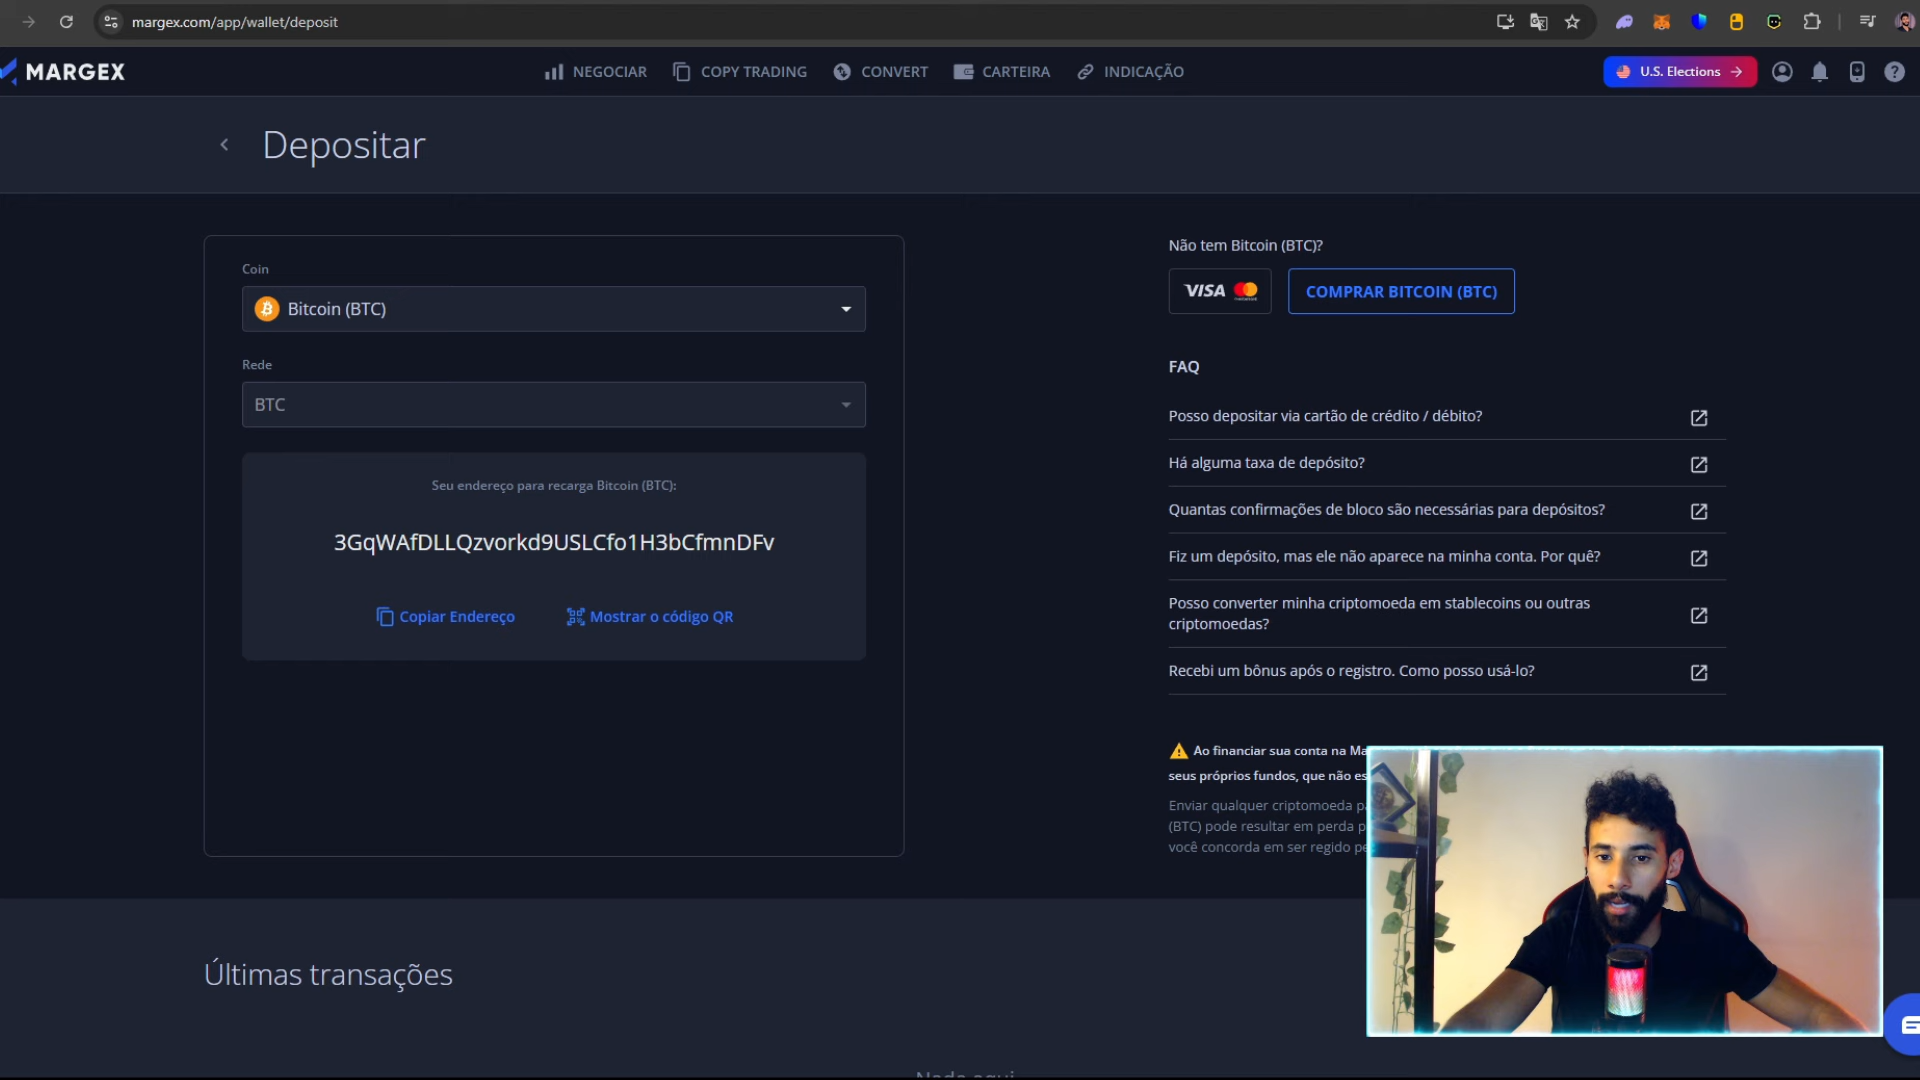 margex.com/app/wallet/deposit
MARGEX
NEGOCIAR
COPY TRADING
CONVERT
CARTEIRA
INDICAÇÃO
U.S. Elections
Depositar
Coin
Bitcoin (BTC)
Rede
BTC
Seu endereço para recarga Bitcoin (BTC):
3GqWAfDLLQzvorkd9USLCfo1H3bCfmnDFv
Copiar Endereço
Mostrar o código QR
Não tem Bitcoin (BTC)?
VISA
COMPRAR BITCOIN (BTC)
FAQ
Posso depositar via cartão de crédito / débito?
Há alguma taxa de depósito?
Quantas confirmações de bloco são necessárias para depósitos?
Fiz um depósito, mas ele não aparece na minha conta. Por quê?
Posso converter minha criptomoeda em stablecoins ou outras
criptomoedas?
Recebi um bônus após o registro. Como posso usá-lo?
Ao financiar sua conta na
seus próprios fundos, que não
Enviar qualquer criptomoeda
(BTC) pode resultar em perda
você concorda em ser regido
Últimas transações